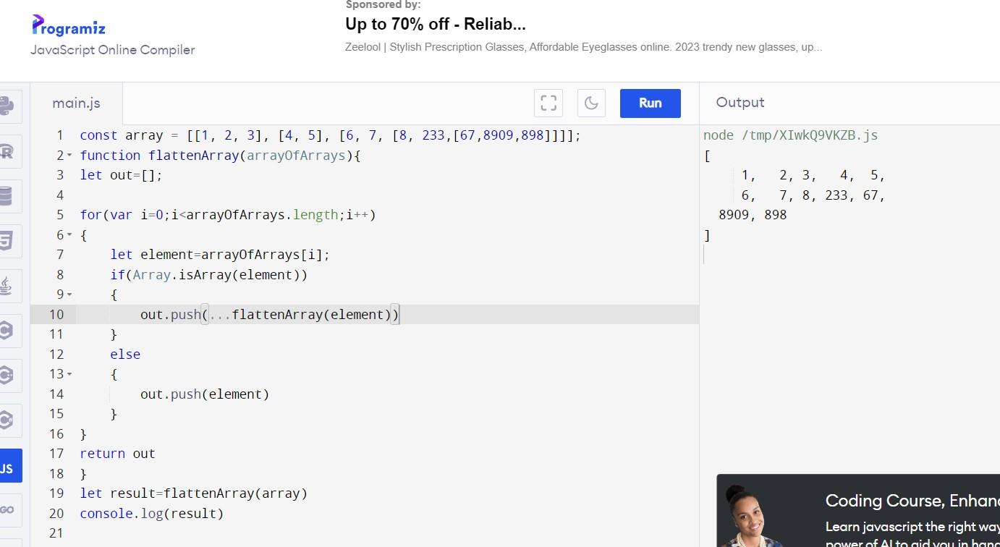 Sponsored by:
Programiz
Up to 70% off - Reliab...
JavaScript Online Compiler
Zeelool | Stylish Prescription Glasses, Affordable Eyeglasses online. 2023 trendy new glasses, up...
main.js
Run
Output
1 const array = [[1, 2, 3], [4, 5], [6, 7, [8, 233,[67,8909,898]]]];
2 function flattenArray(arrayOfArrays){
3 let out=[];
4
5 for(var i=0;i<arrayOfArrays.length;i++)
6 {
7 let element=arrayOfArrays[i];
8 if(Array.isArray(element))
9 {
10 out.push(...flattenArray(element))
11 }
12 else
13 {
14 out.push(element)
15 }
16 }
17 return out
18 }
19 let result=flattenArray(array)
20 console.log(result)
21
node /tmp/XIwkQ9VKZB.js
[
1, 2, 3, 4, 5,
6, 7, 8, 233, 67,
8909, 898
]
R
5
C
C
C
JS
GO
Coding Course, Enhanc
Learn javascript the right way
power of AI to aid you in hand